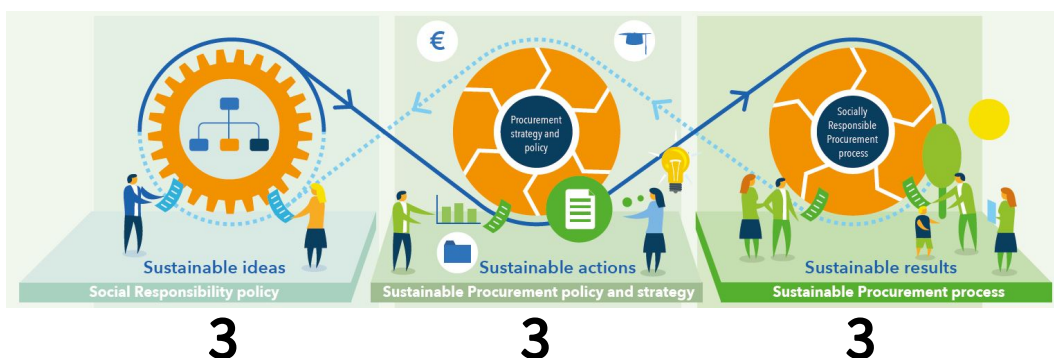 €
Procurement
strategy and
policy
Socially
Responsible
Procurement
process
Sustainable ideas
Sustainable actions
Sustainable results
Social Responsibility policy
Sustainable Procurement policy and strategy
Sustainable Procurement process
3
3
3